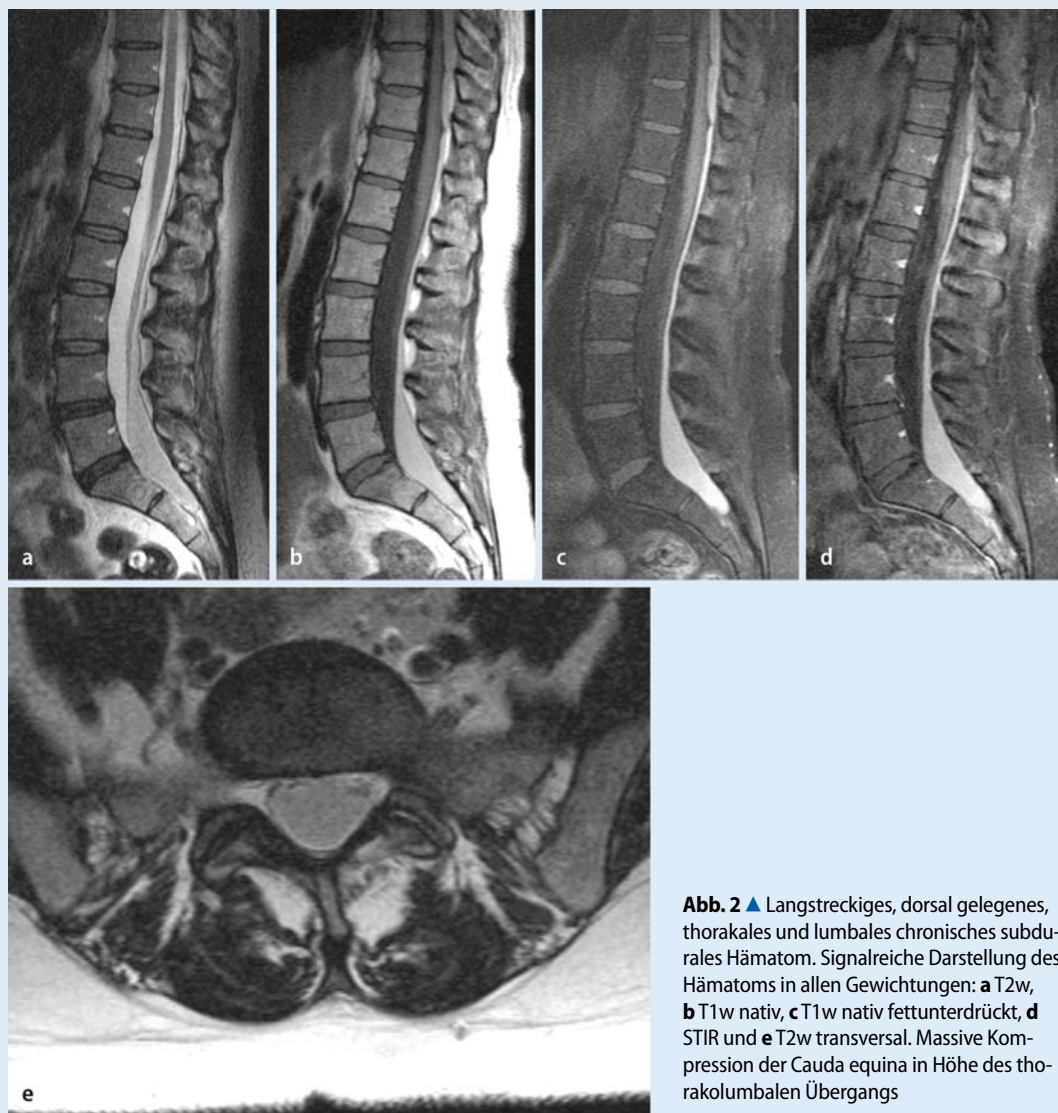 a
b
c
d
e
Abb. 2 ▲ Langstreckiges, dorsal gelegenes,
thorakales und lumbales chronisches subdu-
rales Hämatom. Signalreiche Darstellung des
Hämatoms in allen Gewichtungen: a T2w,
b T1w nativ, c T1w nativ fettunterdrückt, d
STIR und e T2w transversal. Massive Kom-
pression der Cauda equina in Höhe des tho-
rakolumbalen Übergangs